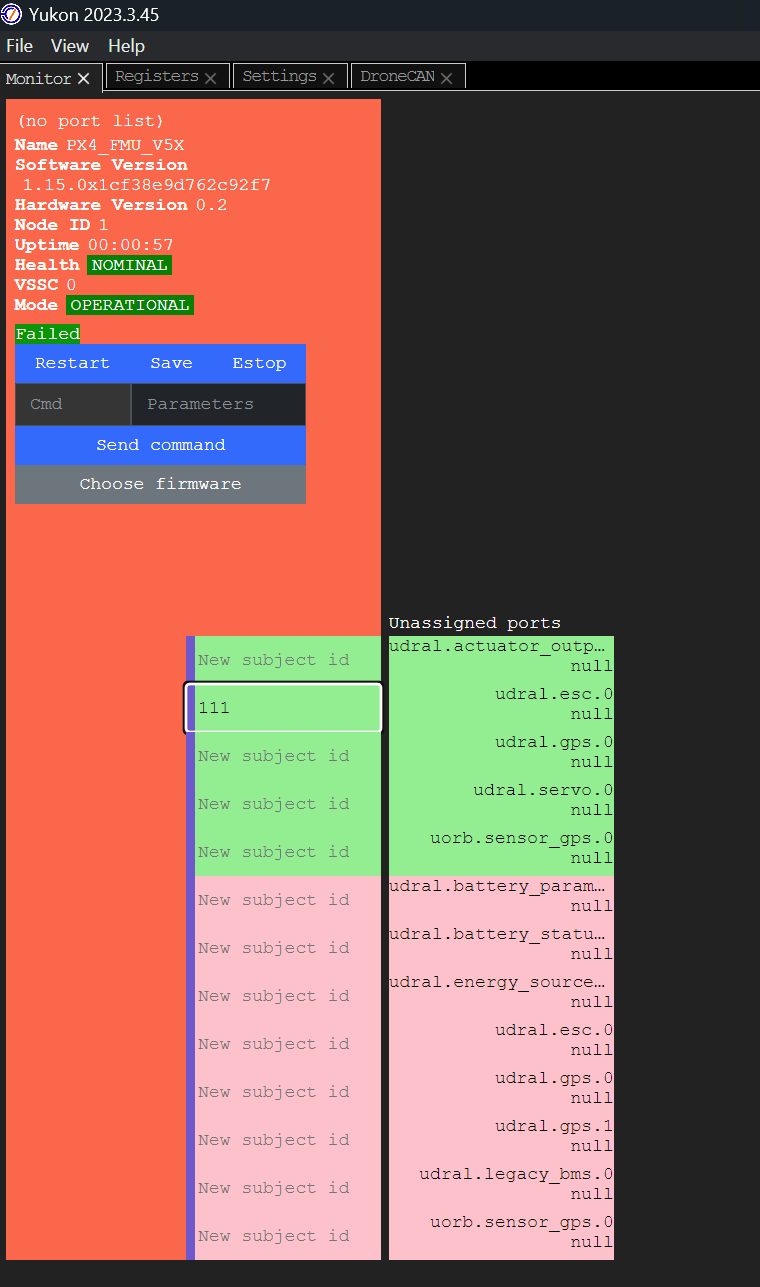 Yukon 2023.3.45
File View Help
Monitor Registers Settings DroneCAN
(no port list)
Name PX4_FMU_V5X
Software Version
1.15.0x1cf38e9d762c92f7
Hardware Version 0.2
Node ID 1
Uptime 00:00:57
Health NOMINAL
VSSC 0
Mode OPERATIONAL
Failed
Restart Save Estop
Cmd Parameters
Send command
Choose firmware
Unassigned ports
New subject id udral.actuator_outp…
null
111 udral.esc.0
null
New subject id udral.gps.0
null
New subject id udral.servo.0
null
New subject id uorb.sensor_gps.0
null
New subject id udral.battery_param…
null
New subject id udral.battery_statu…
null
New subject id udral.energy_source…
null
New subject id udral.esc.0
null
New subject id udral.gps.0
null
New subject id udral.gps.1
null
New subject id udral.legacy_bms.0
null
New subject id uorb.sensor_gps.0
null